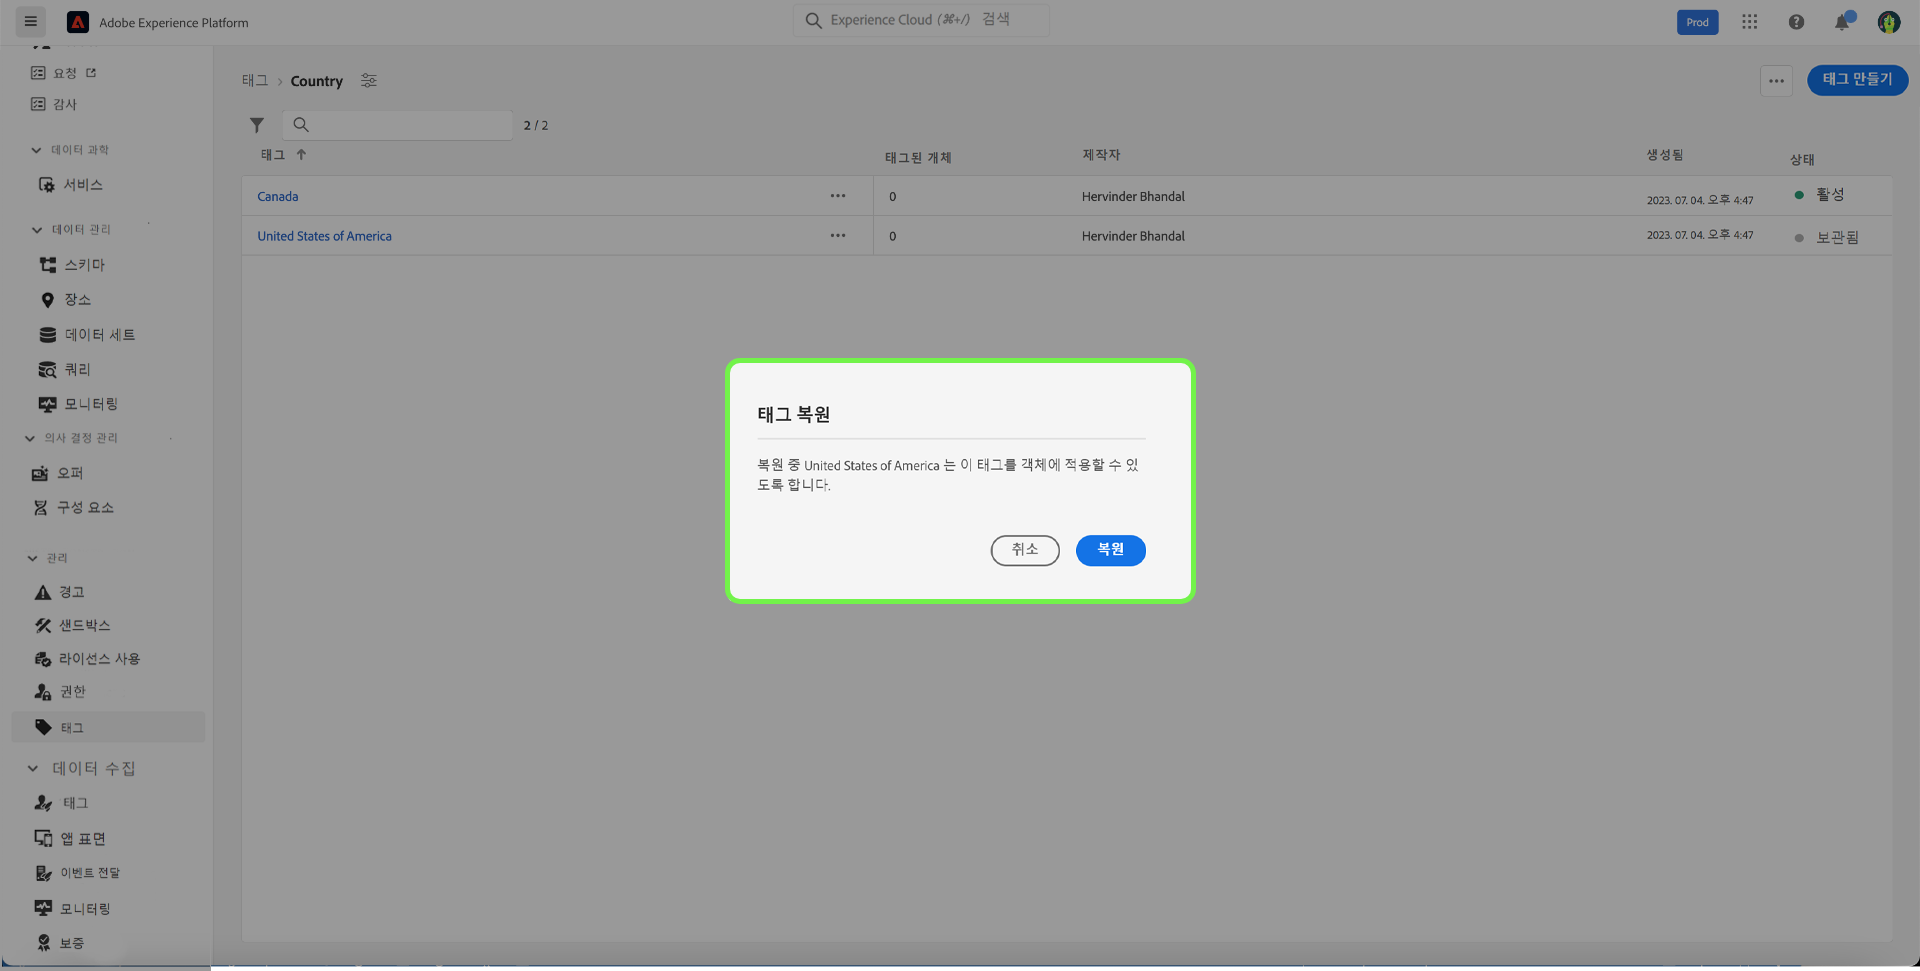 Adobe Experience Platform
Experience Cloud (⌘+/) 검색
Prod
요청
감사
데이터 과학
서비스
데이터 관리
스키마
장소
데이터 세트
쿼리
모니터링
의사 결정 관리
오퍼
구성 요소
관리
경고
샌드박스
라이선스 사용
권한
태그
데이터 수집
태그
앱 표면
이벤트 전달
모니터링
보증
태그 › Country
태그 만들기
2 / 2
태그 ↑ 태그된 개체 제작자 생성됨 상태
Canada ••• 0 Hervinder Bhandal 2023. 07. 04. 오후 4:47 활성
United States of America ••• 0 Hervinder Bhandal 2023. 07. 04. 오후 4:47 보관됨
태그 복원
복원 중 United States of America 는 이 태그를 객체에 적용할 수 있
도록 합니다.
취소 복원